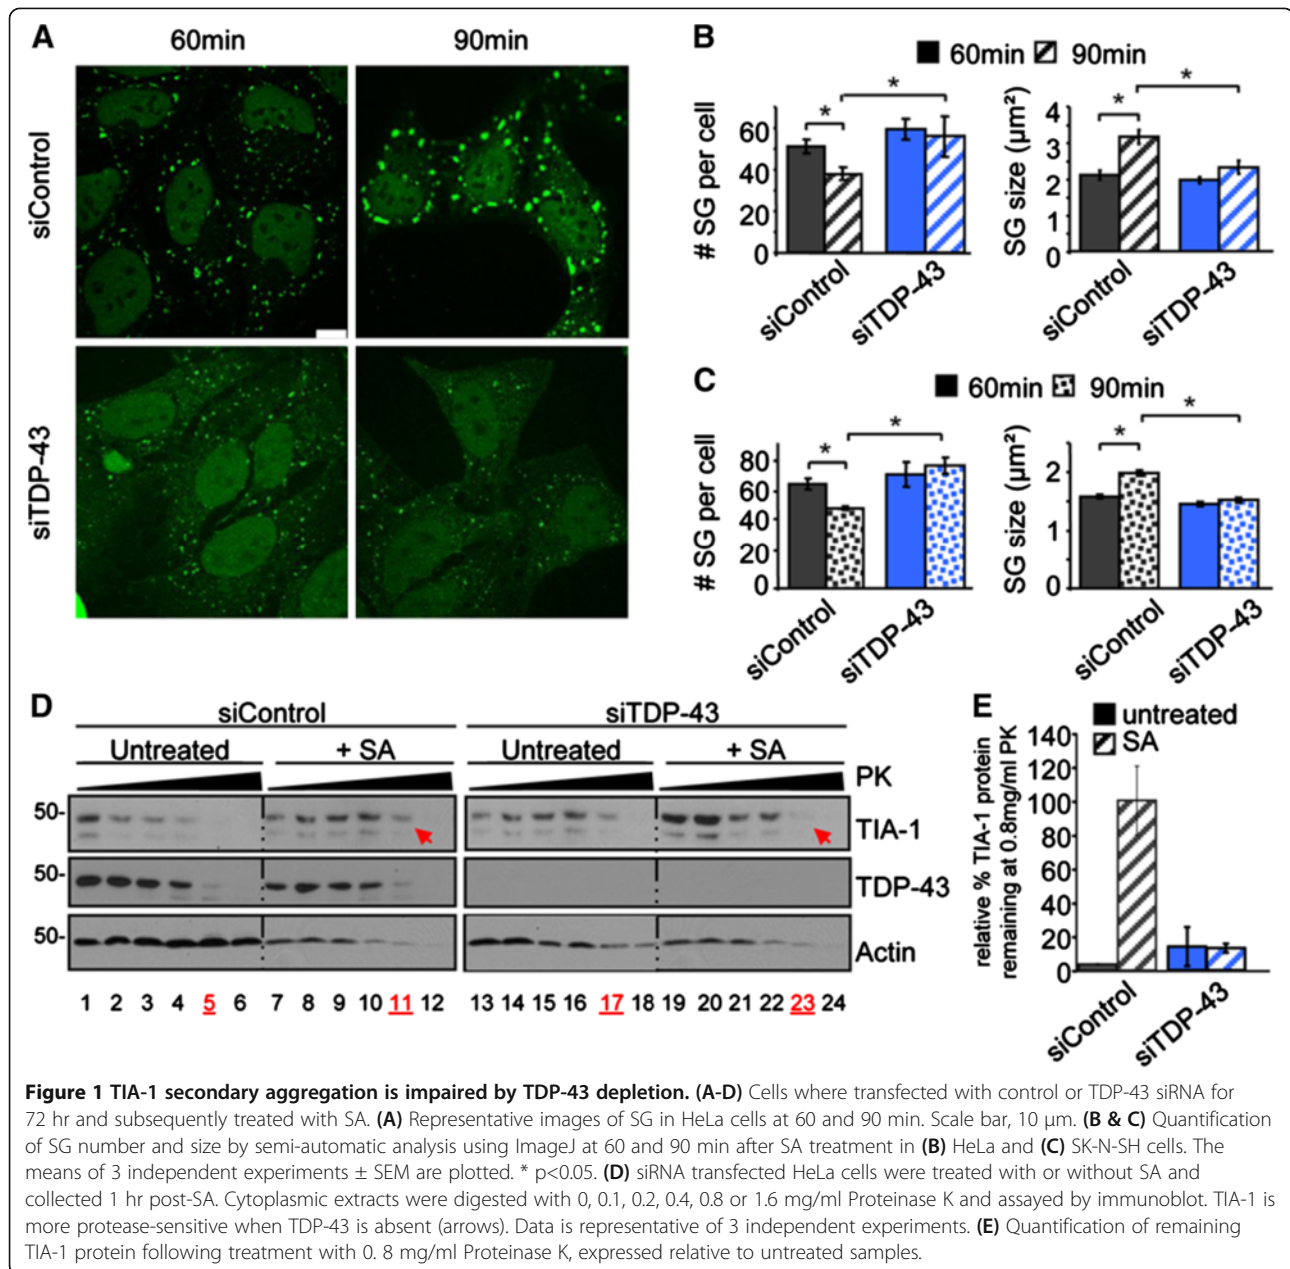 A
60min
90min
siControl
siTDP-43
B
60min 90min
# SG per cell
60
40
20
0
*
*
siControl
siTDP-43
SG size (µm²)
4
3
2
1
0
*
*
siControl
siTDP-43
C
60min 90min
# SG per cell
80
60
40
20
0
*
*
siControl
siTDP-43
SG size (µm²)
2
1
0
*
*
siControl
siTDP-43
D
siControl siTDP-43
Untreated + SA Untreated + SA
PK
50- TIA-1
50- TDP-43
50- Actin
1 2 3 4 5 6 7 8 9 10 11 12 13 14 15 16 17 18 19 20 21 22 23 24
E
untreated
SA
relative % TIA-1 protein
remaining at 0.8mg/ml PK
140
120
100
80
60
40
20
0
siControl
siTDP-43
Figure 1 TIA-1 secondary aggregation is impaired by TDP-43 depletion. (A-D) Cells where transfected with control or TDP-43 siRNA for
72 hr and subsequently treated with SA. (A) Representative images of SG in HeLa cells at 60 and 90 min. Scale bar, 10 µm. (B & C) Quantification
of SG number and size by semi-automatic analysis using ImageJ at 60 and 90 min after SA treatment in (B) HeLa and (C) SK-N-SH cells. The
means of 3 independent experiments ± SEM are plotted. * p<0.05. (D) siRNA transfected HeLa cells were treated with or without SA and
collected 1 hr post-SA. Cytoplasmic extracts were digested with 0, 0.1, 0.2, 0.4, 0.8 or 1.6 mg/ml Proteinase K and assayed by immunoblot. TIA-1 is
more protease-sensitive when TDP-43 is absent (arrows). Data is representative of 3 independent experiments. (E) Quantification of remaining
TIA-1 protein following treatment with 0. 8 mg/ml Proteinase K, expressed relative to untreated samples.